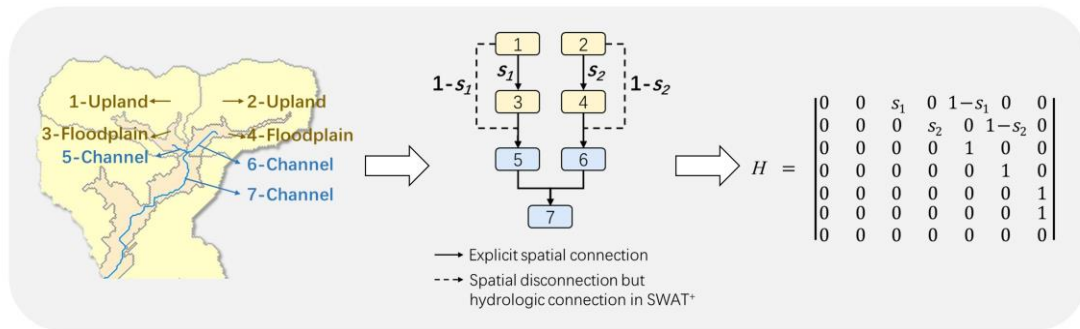 1-Upland
2-Upland
3-Floodplain
4-Floodplain
5-Channel
6-Channel
7-Channel
1 2
1-s₁ s₁ s₂ 1-s₂
3 4
5 6
7
Explicit spatial connection
Spatial disconnection but
hydrologic connection in SWAT⁺
H =
0 0 s₁ 0 1−s₁ 0 0
0 0 0 s₂ 0 1−s₂ 0
0 0 0 0 1 0 0
0 0 0 0 0 1 0
0 0 0 0 0 0 1
0 0 0 0 0 0 1
0 0 0 0 0 0 0